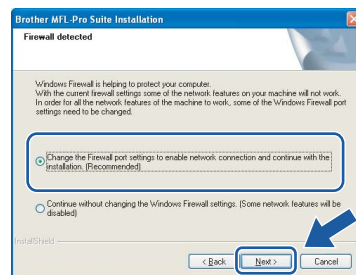 Brother MFL-Pro Suite Installation
Firewall detected
Windows Firewall is helping to protect your computer.
With the current firewall settings some of the network features on your machine will not work.
In order for all the network features of the machine to work, some of the Windows Firewall port
settings need to be changed.
Change the Firewall port settings to enable network connection and continue with the
installation. (Recommended)
Continue without changing the Windows Firewall settings. (Some network features will be
disabled)
InstallShield
< Back
Next >
Cancel